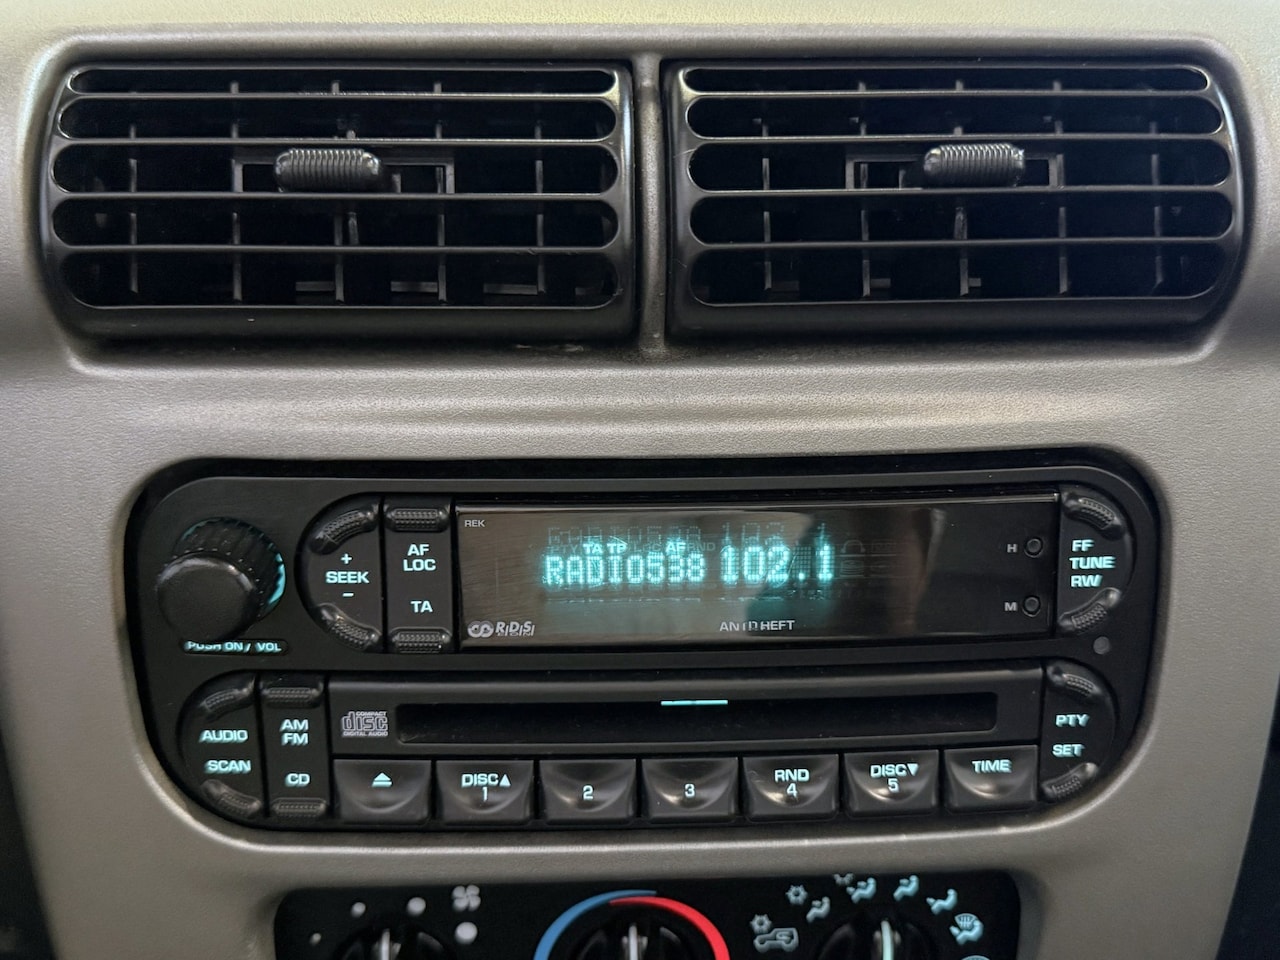 REK
+
SEEK
-
AF
LOC
TA
TA TP AF
RADIO538 102.1
R.D.S
ANTI THEFT
H
M
FF
TUNE
RW
PUSH ON / VOL
AUDIO
SCAN
AM
FM
CD
COMPACT
disc
DIGITAL AUDIO
DISC▲
1
2
3
RND
4
DISC▼
5
TIME
PTY
SET